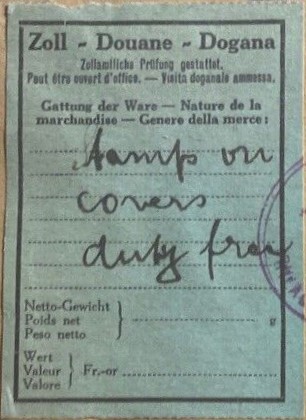 Zoll - Douane - Dogana
Zollamtliche Prüfung gestattet.
Peut être ouvert d'office. — Visita doganale ammessa.
Gattung der Ware — Nature de la
marchandise — Genere della merce:
stamps on
covers
duty free
Netto-Gewicht
Poids net
Peso netto
g
Wert
Valeur
Valore
Fr.-or